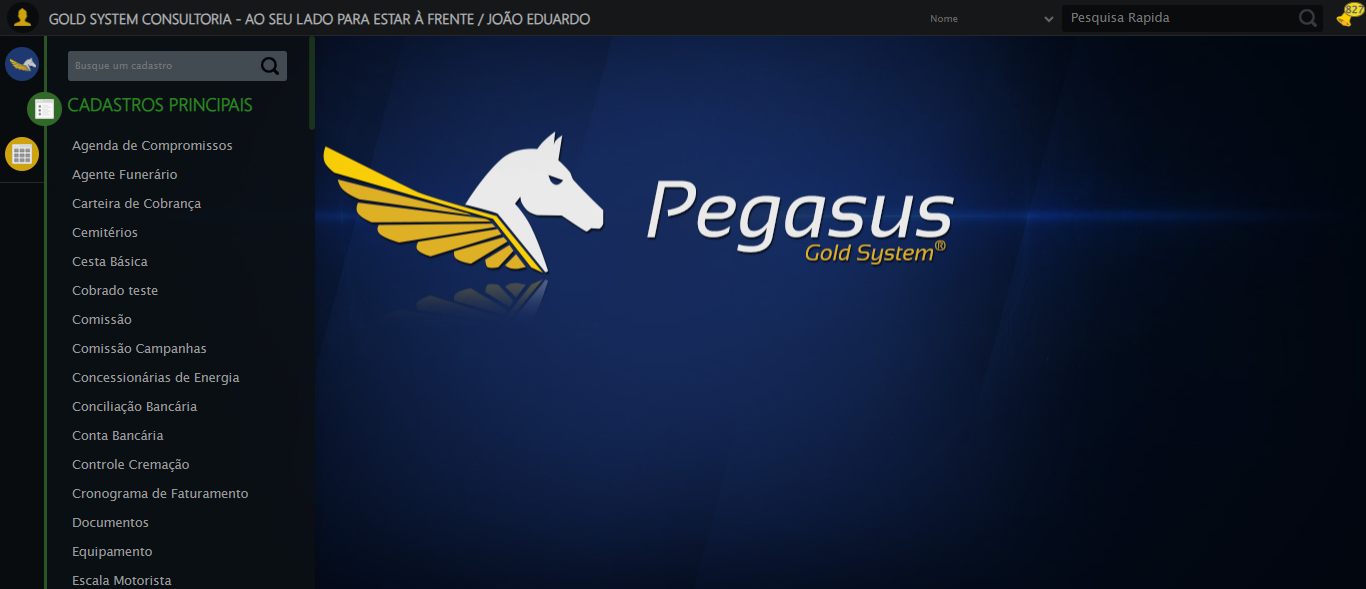 GOLD SYSTEM CONSULTORIA - AO SEU LADO PARA ESTAR À FRENTE / JOÃO EDUARDO
Nome
Pesquisa Rapida
827
Busque um cadastro
CADASTROS PRINCIPAIS
Agenda de Compromissos
Agente Funerário
Carteira de Cobrança
Cemitérios
Cesta Básica
Cobrado teste
Comissão
Comissão Campanhas
Concessionárias de Energia
Conciliação Bancária
Conta Bancária
Controle Cremação
Cronograma de Faturamento
Documentos
Equipamento
Escala Motorista
Pegasus
Gold System®